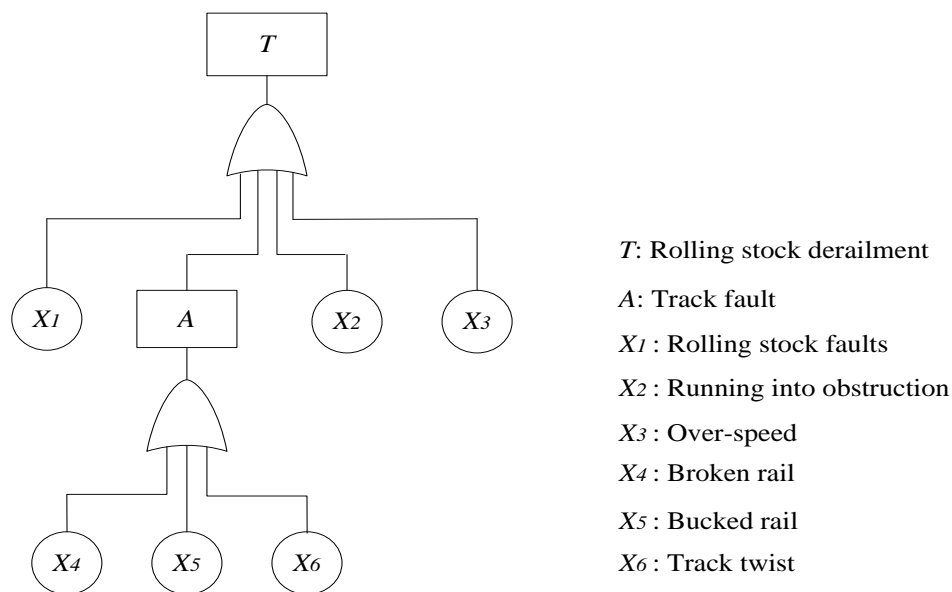 T
X1
A
X2
X3
X4
X5
X6
T: Rolling stock derailment
A: Track fault
X1 : Rolling stock faults
X2 : Running into obstruction
X3 : Over-speed
X4 : Broken rail
X5 : Bucked rail
X6 : Track twist